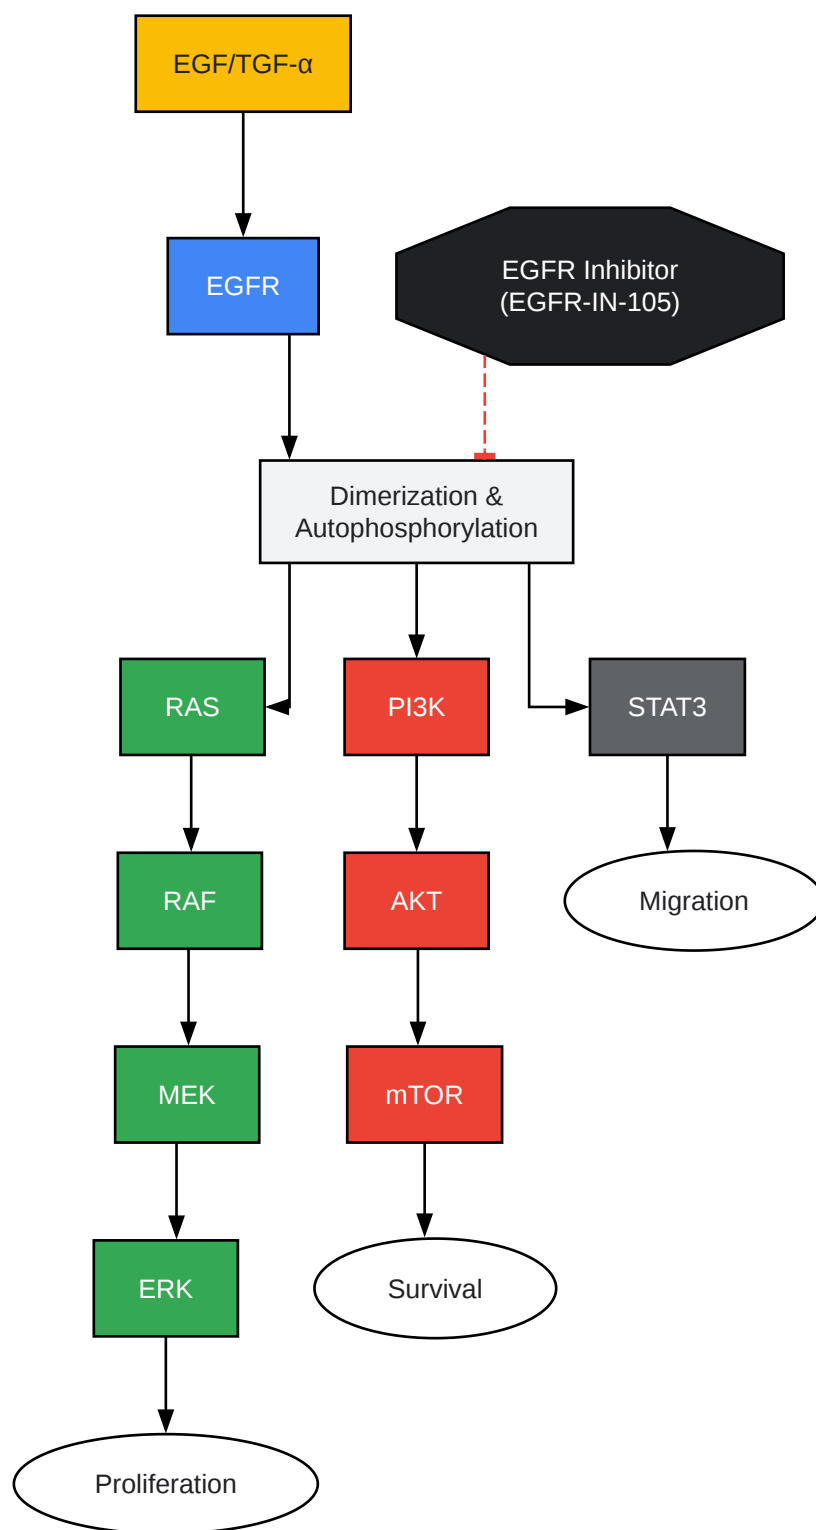 EGF/TGF-α
EGFR
EGFR Inhibitor
(EGFR-IN-105)
Dimerization &
Autophosphorylation
RAS
PI3K
STAT3
RAF
AKT
Migration
MEK
mTOR
ERK
Survival
Proliferation